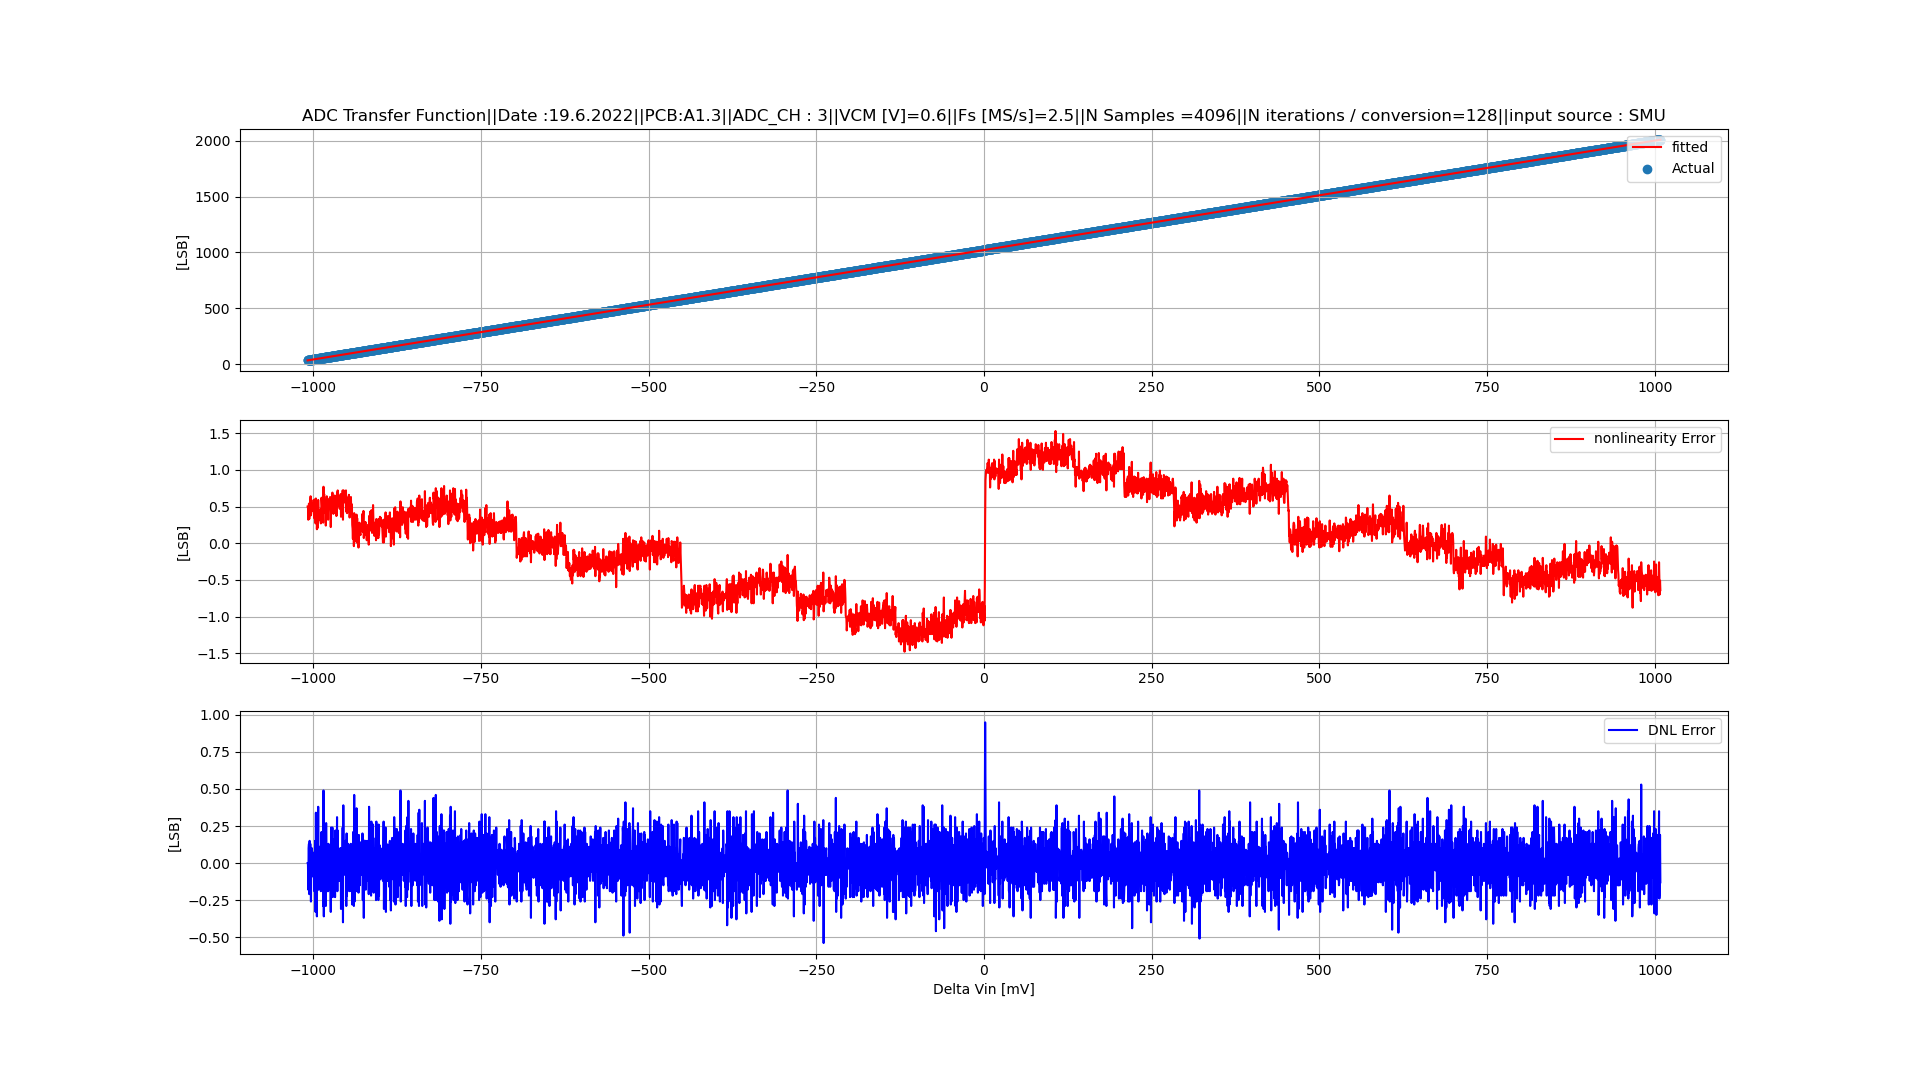 ADC Transfer Function||Date :19.6.2022||PCB:A1.3||ADC_CH : 3||VCM [V]=0.6||Fs [MS/s]=2.5||N Samples =4096||N iterations / conversion=128||input source : SMU
2000
1500
1000
500
0
[LSB]
fitted
Actual
−1000 −750 −500 −250 0 250 500 750 1000
1.5
1.0
0.5
0.0
−0.5
−1.0
−1.5
[LSB]
nonlinearity Error
−1000 −750 −500 −250 0 250 500 750 1000
1.00
0.75
0.50
0.25
0.00
−0.25
−0.50
[LSB]
DNL Error
−1000 −750 −500 −250 0 250 500 750 1000
Delta Vin [mV]